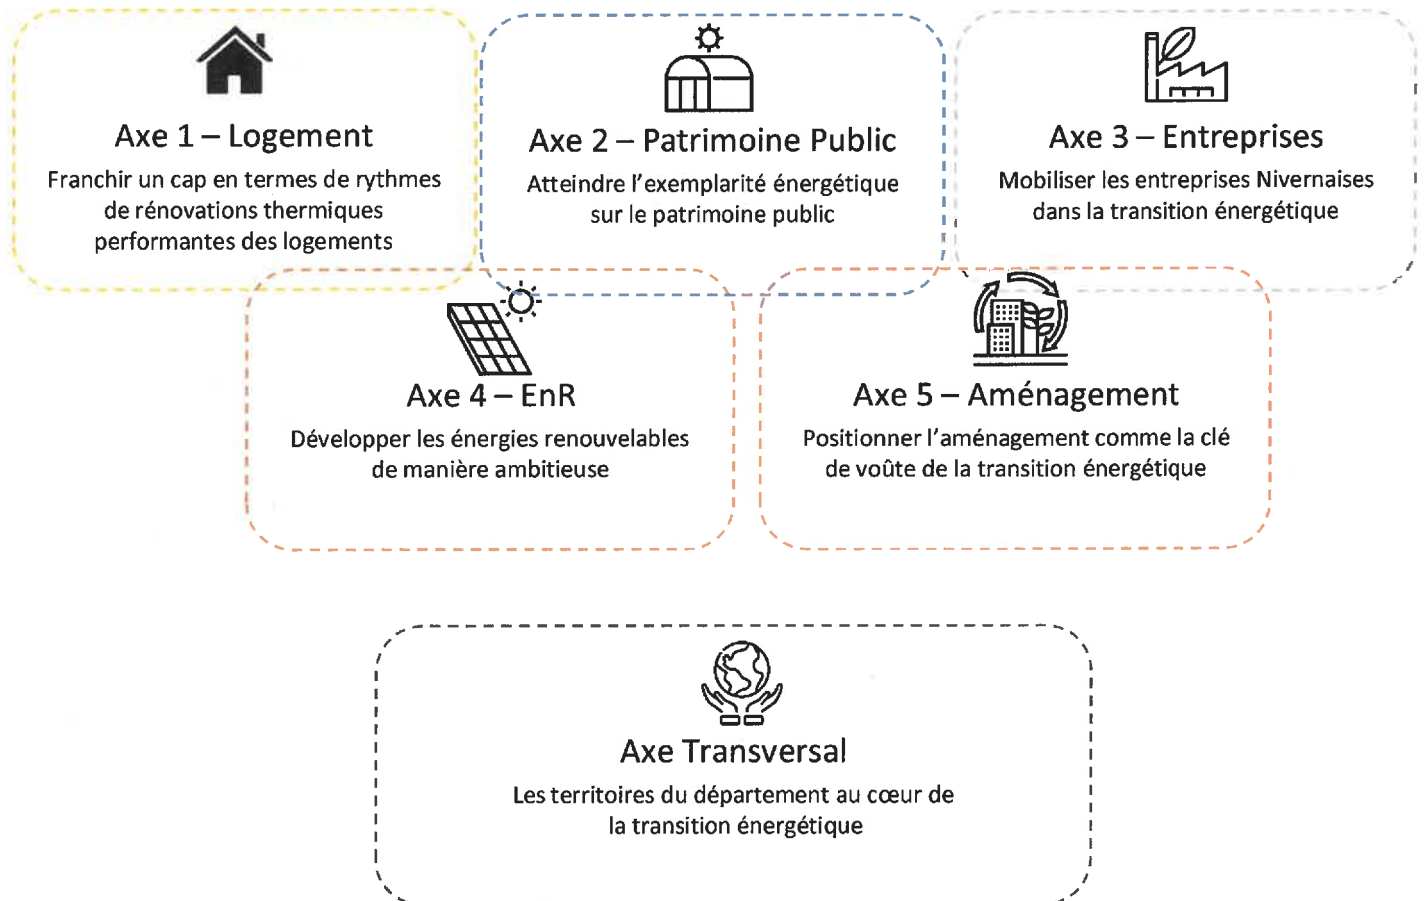 Axe 1 – Logement
Franchir un cap en termes de rythmes
de rénovations thermiques
performantes des logements
Axe 2 – Patrimoine Public
Atteindre l'exemplarité énergétique
sur le patrimoine public
Axe 3 – Entreprises
Mobiliser les entreprises Nivernaises
dans la transition énergétique
Axe 4 – EnR
Développer les énergies renouvelables
de manière ambitieuse
Axe 5 – Aménagement
Positionner l'aménagement comme la clé
de voûte de la transition énergétique
Axe Transversal
Les territoires du département au cœur de
la transition énergétique